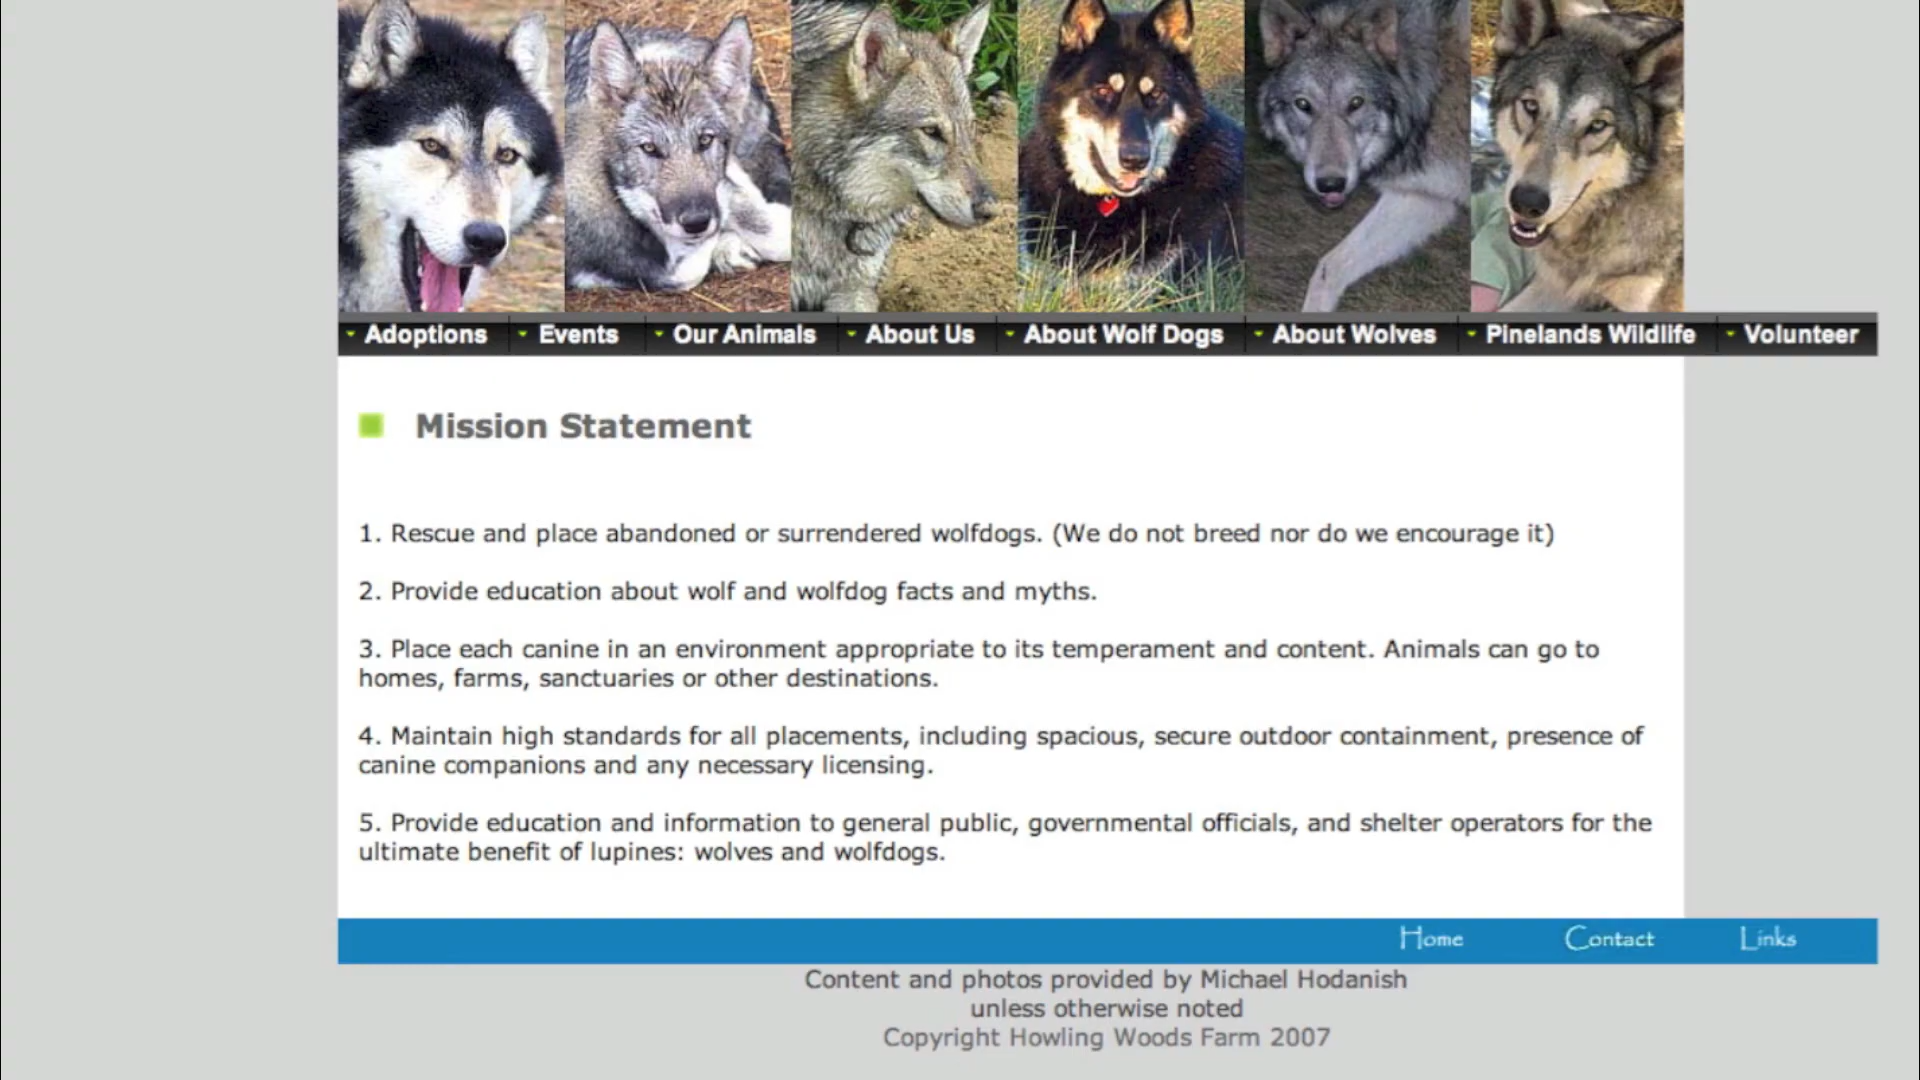 Adoptions Events Our Animals About Us About Wolf Dogs About Wolves Pinelands Wildlife Volunteer
Mission Statement
1. Rescue and place abandoned or surrendered wolfdogs. (We do not breed nor do we encourage it)
2. Provide education about wolf and wolfdog facts and myths.
3. Place each canine in an environment appropriate to its temperament and content. Animals can go to
homes, farms, sanctuaries or other destinations.
4. Maintain high standards for all placements, including spacious, secure outdoor containment, presence of
canine companions and any necessary licensing.
5. Provide education and information to general public, governmental officials, and shelter operators for the
ultimate benefit of lupines: wolves and wolfdogs.
Home Contact Links
Content and photos provided by Michael Hodanish
unless otherwise noted
Copyright Howling Woods Farm 2007